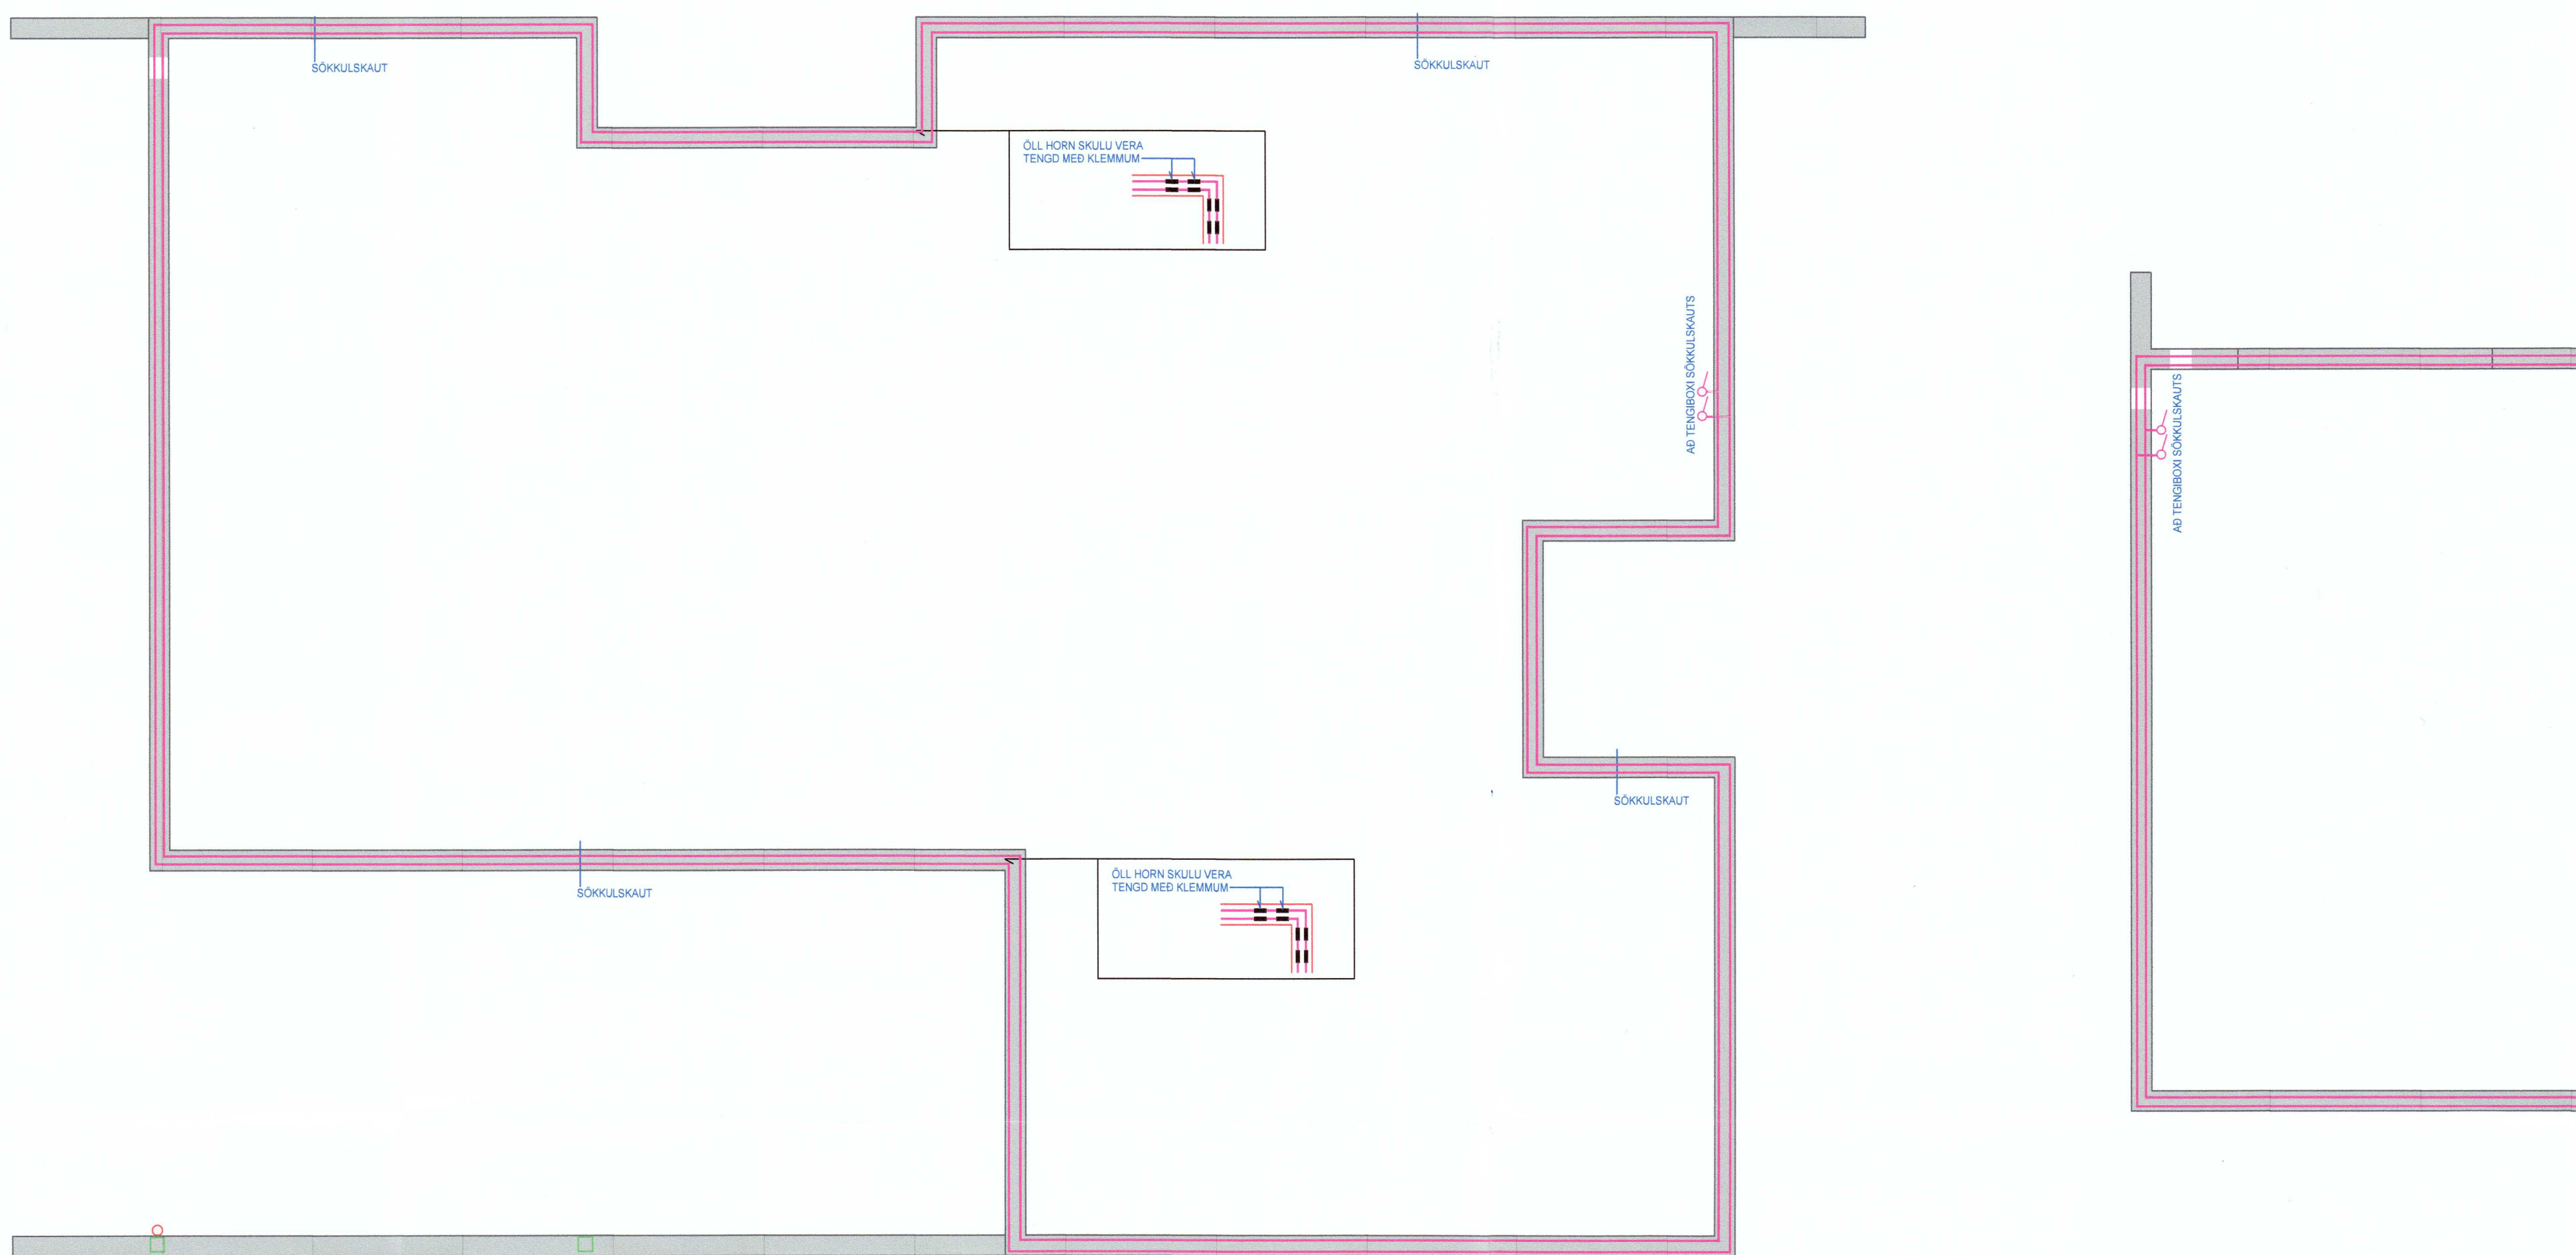 SÖKKULSKAUT
SÖKKULSKAUT
ÖLL HORN SKULU VERA
TENGD MEÐ KLEMMUM
AÐ TENGIBOXI SÖKKULSKAUTS
AÐ TENGIBOXI SÖKKULSKAUTS
SÖKKULSKAUT
SÖKKULSKAUT
ÖLL HORN SKULU VERA
TENGD MEÐ KLEMMUM